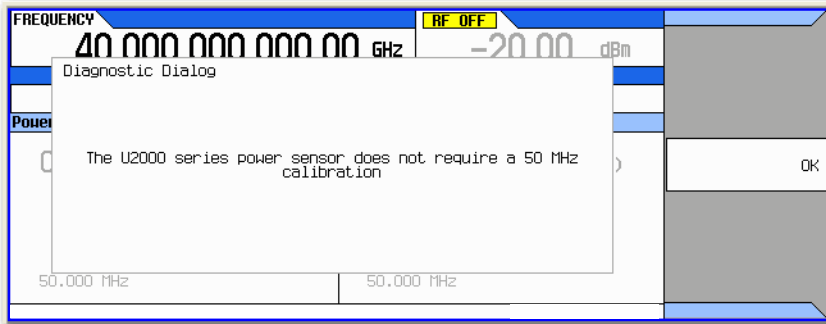 FREQUENCY
RF OFF
40.000 000 000 00 GHz
-20.00 dBm
Diagnostic Dialog
Power
The U2000 series power sensor does not require a 50 MHz
calibration
OK
50.000 MHz
50.000 MHz